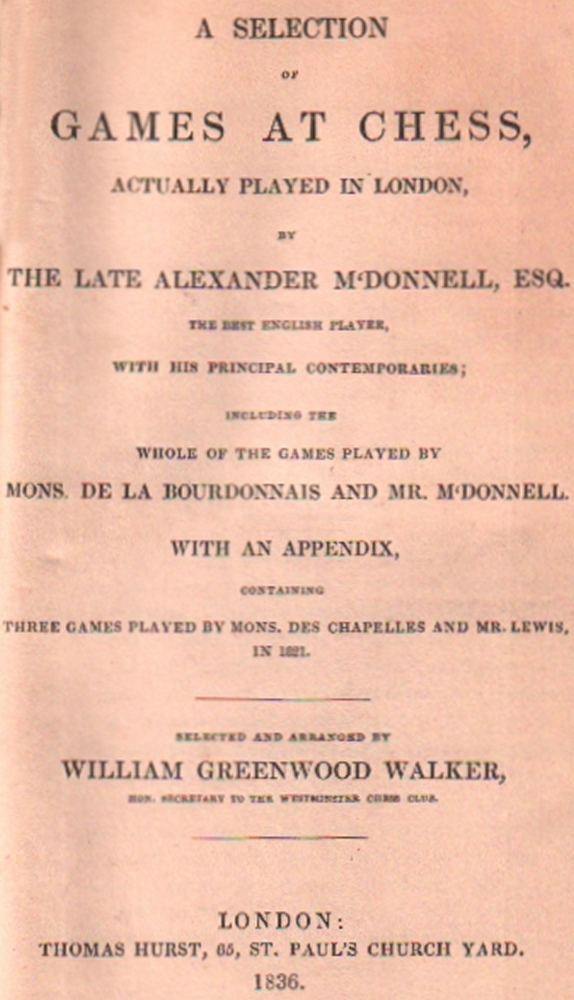 A SELECTION
OF
GAMES AT CHESS,
ACTUALLY PLAYED IN LONDON,
BY
THE LATE ALEXANDER M‘DONNELL, ESQ.
THE BEST ENGLISH PLAYER,
WITH HIS PRINCIPAL CONTEMPORARIES;
INCLUDING THE
WHOLE OF THE GAMES PLAYED BY
MONS. DE LA BOURDONNAIS AND MR. M‘DONNELL.
WITH AN APPENDIX,
CONTAINING
THREE GAMES PLAYED BY MONS. DES CHAPELLES AND MR. LEWIS,
IN 1821.
SELECTED AND ARRANGED BY
WILLIAM GREENWOOD WALKER,
HON. SECRETARY TO THE WESTMINSTER CHESS CLUB.
LONDON:
THOMAS HURST, 65, ST. PAUL'S CHURCH YARD.
1836.